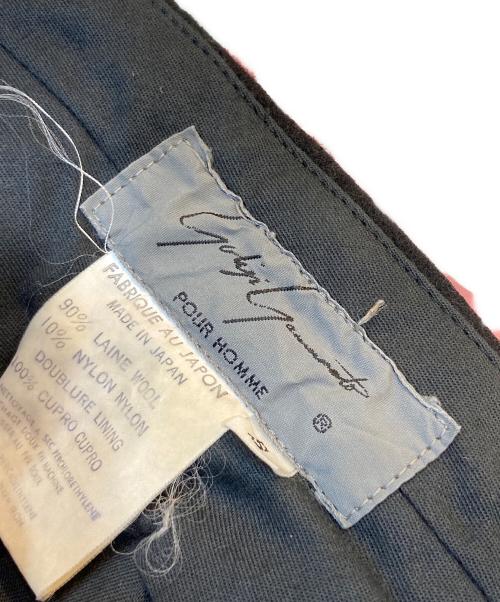 Yohji Yamamoto
POUR HOMME
®
S
FABRIQUE AU JAPON
MADE IN JAPAN
90% LAINE WOOL
10% NYLON NYLON
DOUBLURE LINING
100% CUPRO CUPRO